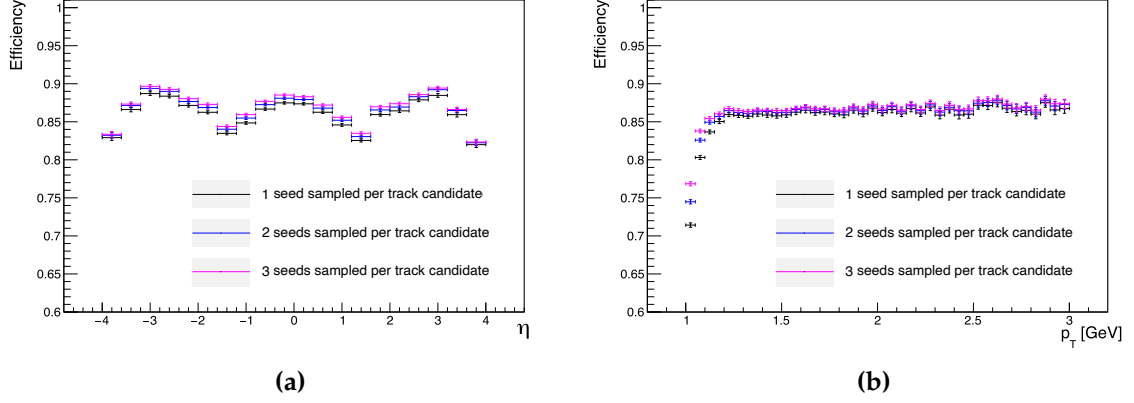 Efficiency
1
0.95
0.9
0.85
0.8
0.75
0.7
0.65
0.6
1 seed sampled per track candidate
2 seeds sampled per track candidate
3 seeds sampled per track candidate
−4 −3 −2 −1 0 1 2 3 4
η
(a)
Efficiency
1
0.95
0.9
0.85
0.8
0.75
0.7
0.65
0.6
1 seed sampled per track candidate
2 seeds sampled per track candidate
3 seeds sampled per track candidate
1 1.5 2 2.5 3
p_T [GeV]
(b)